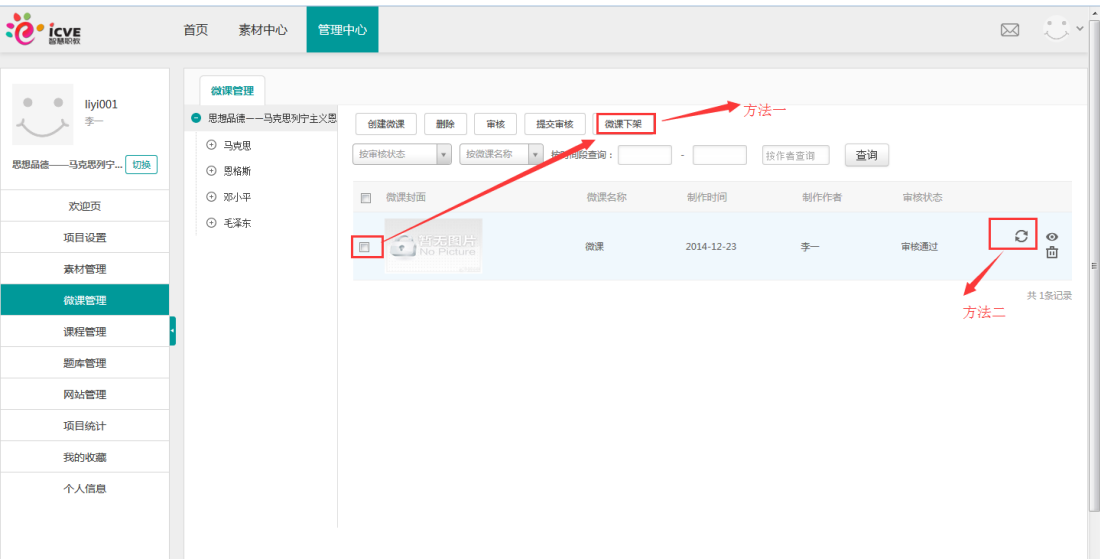 icve
智慧职教
首页 素材中心 管理中心
liyi001
李一
思想品德——马克思列宁... 切换
欢迎页
项目设置
素材管理
微课管理
课程管理
题库管理
网站管理
项目统计
我的收藏
个人信息
微课管理
思想品德——马克思列宁主义思
马克思
恩格斯
邓小平
毛泽东
创建微课 删除 审核 提交审核 微课下架
方法一
按审核状态 按微课名称 按时间段查询： - 按作者查询 查询
微课封面 微课名称 制作时间 制作作者 审核状态
暂无图片
No Picture
微课 2014-12-23 李一 审核通过
共 1条记录
方法二